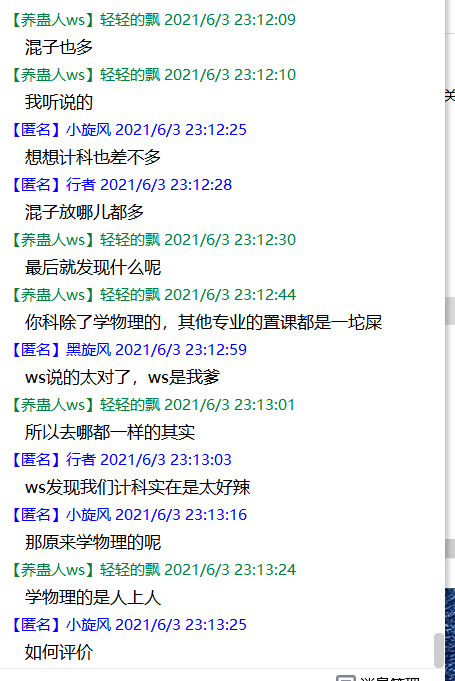 【养蛊人ws】轻轻的飘 2021/6/3 23:12:09
混子也多
【养蛊人ws】轻轻的飘 2021/6/3 23:12:10
我听说的
【匿名】小旋风 2021/6/3 23:12:25
想想计科也差不多
【匿名】行者 2021/6/3 23:12:28
混子放哪儿都多
【养蛊人ws】轻轻的飘 2021/6/3 23:12:30
最后就发现什么呢
【养蛊人ws】轻轻的飘 2021/6/3 23:12:44
你科除了学物理的，其他专业的置课都是一坨屎
【匿名】黑旋风 2021/6/3 23:12:59
ws说的太对了，ws是我爹
【养蛊人ws】轻轻的飘 2021/6/3 23:13:01
所以去哪都一样的其实
【匿名】行者 2021/6/3 23:13:03
ws发现我们计科实在是太好辣
【匿名】小旋风 2021/6/3 23:13:16
那原来学物理的呢
【养蛊人ws】轻轻的飘 2021/6/3 23:13:24
学物理的是人上人
【匿名】小旋风 2021/6/3 23:13:25
如何评价